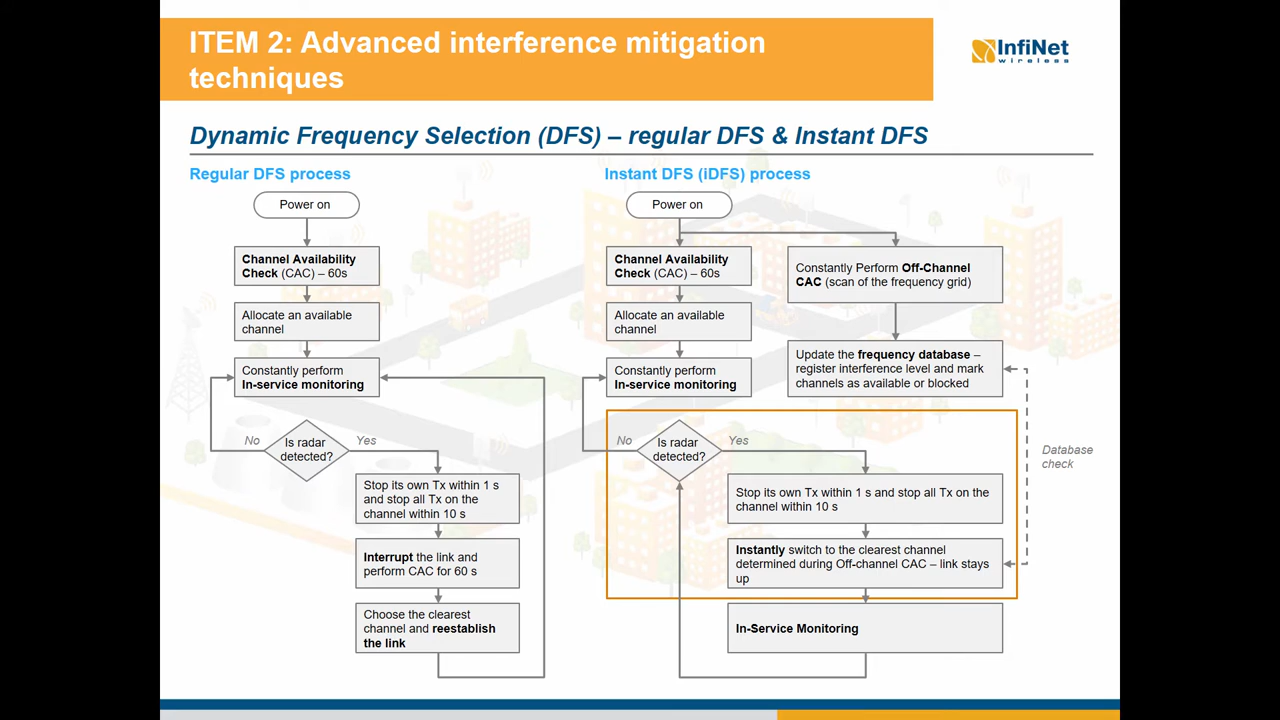 ITEM 2: Advanced interference mitigation
techniques
InfiNet
wireless
Dynamic Frequency Selection (DFS) – regular DFS & Instant DFS
Regular DFS process
Power on
Channel Availability
Check (CAC) – 60s
Allocate an available
channel
Constantly perform
In-service monitoring
No
Is radar
detected?
Yes
Stop its own Tx within 1 s
and stop all Tx on the
channel within 10 s
Interrupt the link and
perform CAC for 60 s
Choose the clearest
channel and reestablish
the link
Instant DFS (iDFS) process
Power on
Channel Availability
Check (CAC) – 60s
Allocate an available
channel
Constantly perform
In-service monitoring
Constantly Perform Off-Channel
CAC (scan of the frequency grid)
Update the frequency database –
register interference level and mark
channels as available or blocked
No
Is radar
detected?
Yes
Database
check
Stop its own Tx within 1 s and stop all Tx on the
channel within 10 s
Instantly switch to the clearest channel
determined during Off-channel CAC – link stays
up
In-Service Monitoring